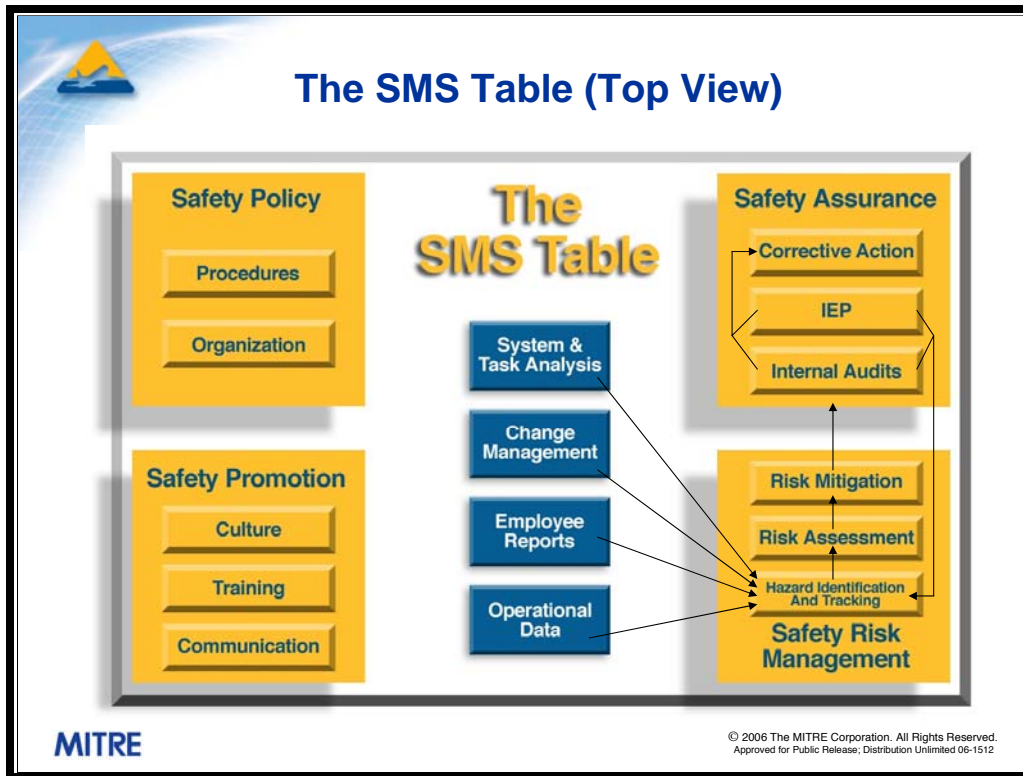 The SMS Table (Top View)
Safety Policy
Procedures
Organization
The
SMS Table
Safety Assurance
Corrective Action
IEP
Internal Audits
System &
Task Analysis
Change
Management
Employee
Reports
Operational
Data
Safety Promotion
Culture
Training
Communication
Risk Mitigation
Risk Assessment
Hazard Identification
And Tracking
Safety Risk
Management
MITRE
© 2006 The MITRE Corporation. All Rights Reserved.
Approved for Public Release; Distribution Unlimited 06-1512